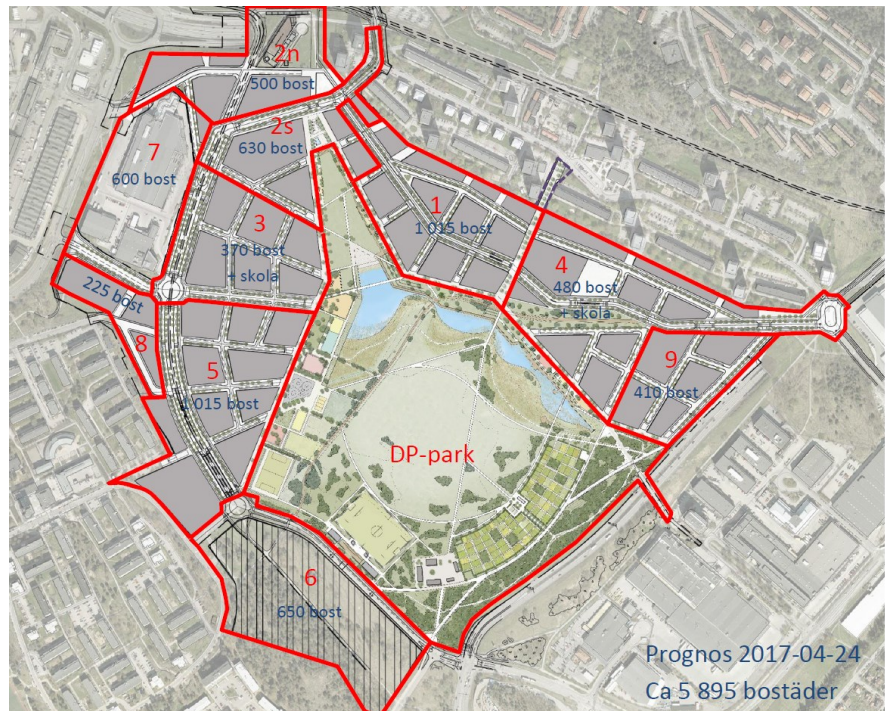 2n
500 bost
2s
630 bost
7
600 bost
1
1 015 bost
3
370 bost
+ skola
4
480 bost
+ skola
225 bost
8
5
1 015 bost
9
410 bost
DP-park
6
650 bost
Prognos 2017-04-24
Ca 5 895 bostäder